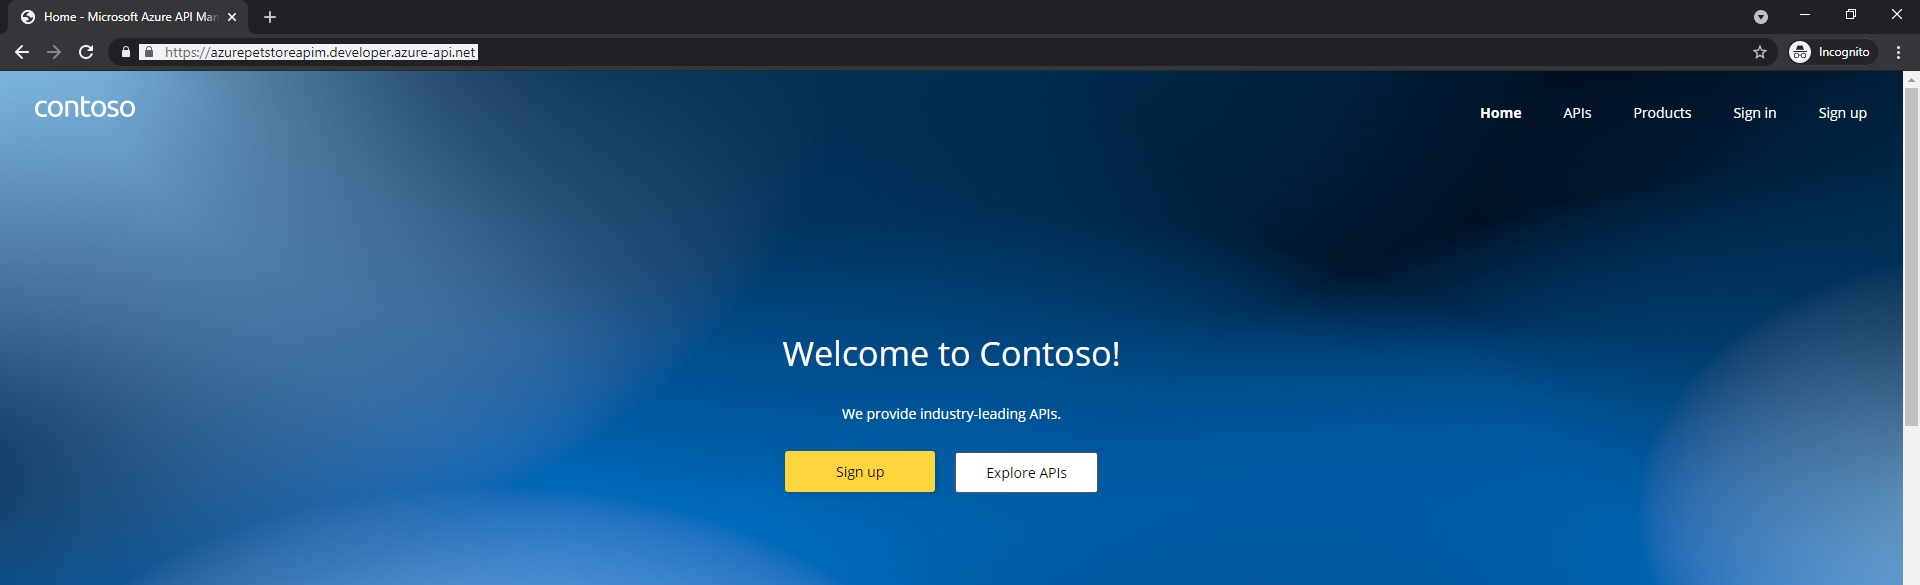 Home - Microsoft Azure API Man
https://azurepetstoreapim.developer.azure-api.net
Incognito
contoso
Home APIs Products Sign in Sign up
Welcome to Contoso!
We provide industry-leading APIs.
Sign up Explore APIs